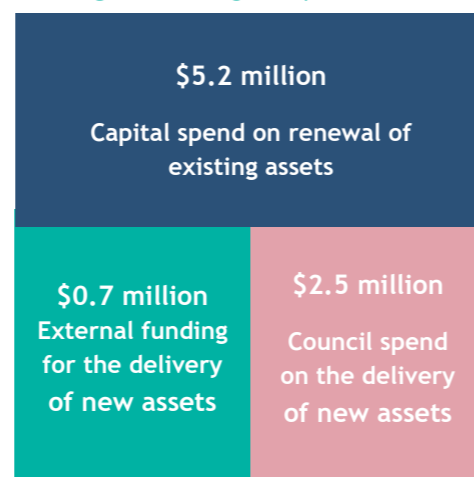 $5.2 million
Capital spend on renewal of
existing assets
$0.7 million
External funding
for the delivery
of new assets
$2.5 million
Council spend
on the delivery
of new assets